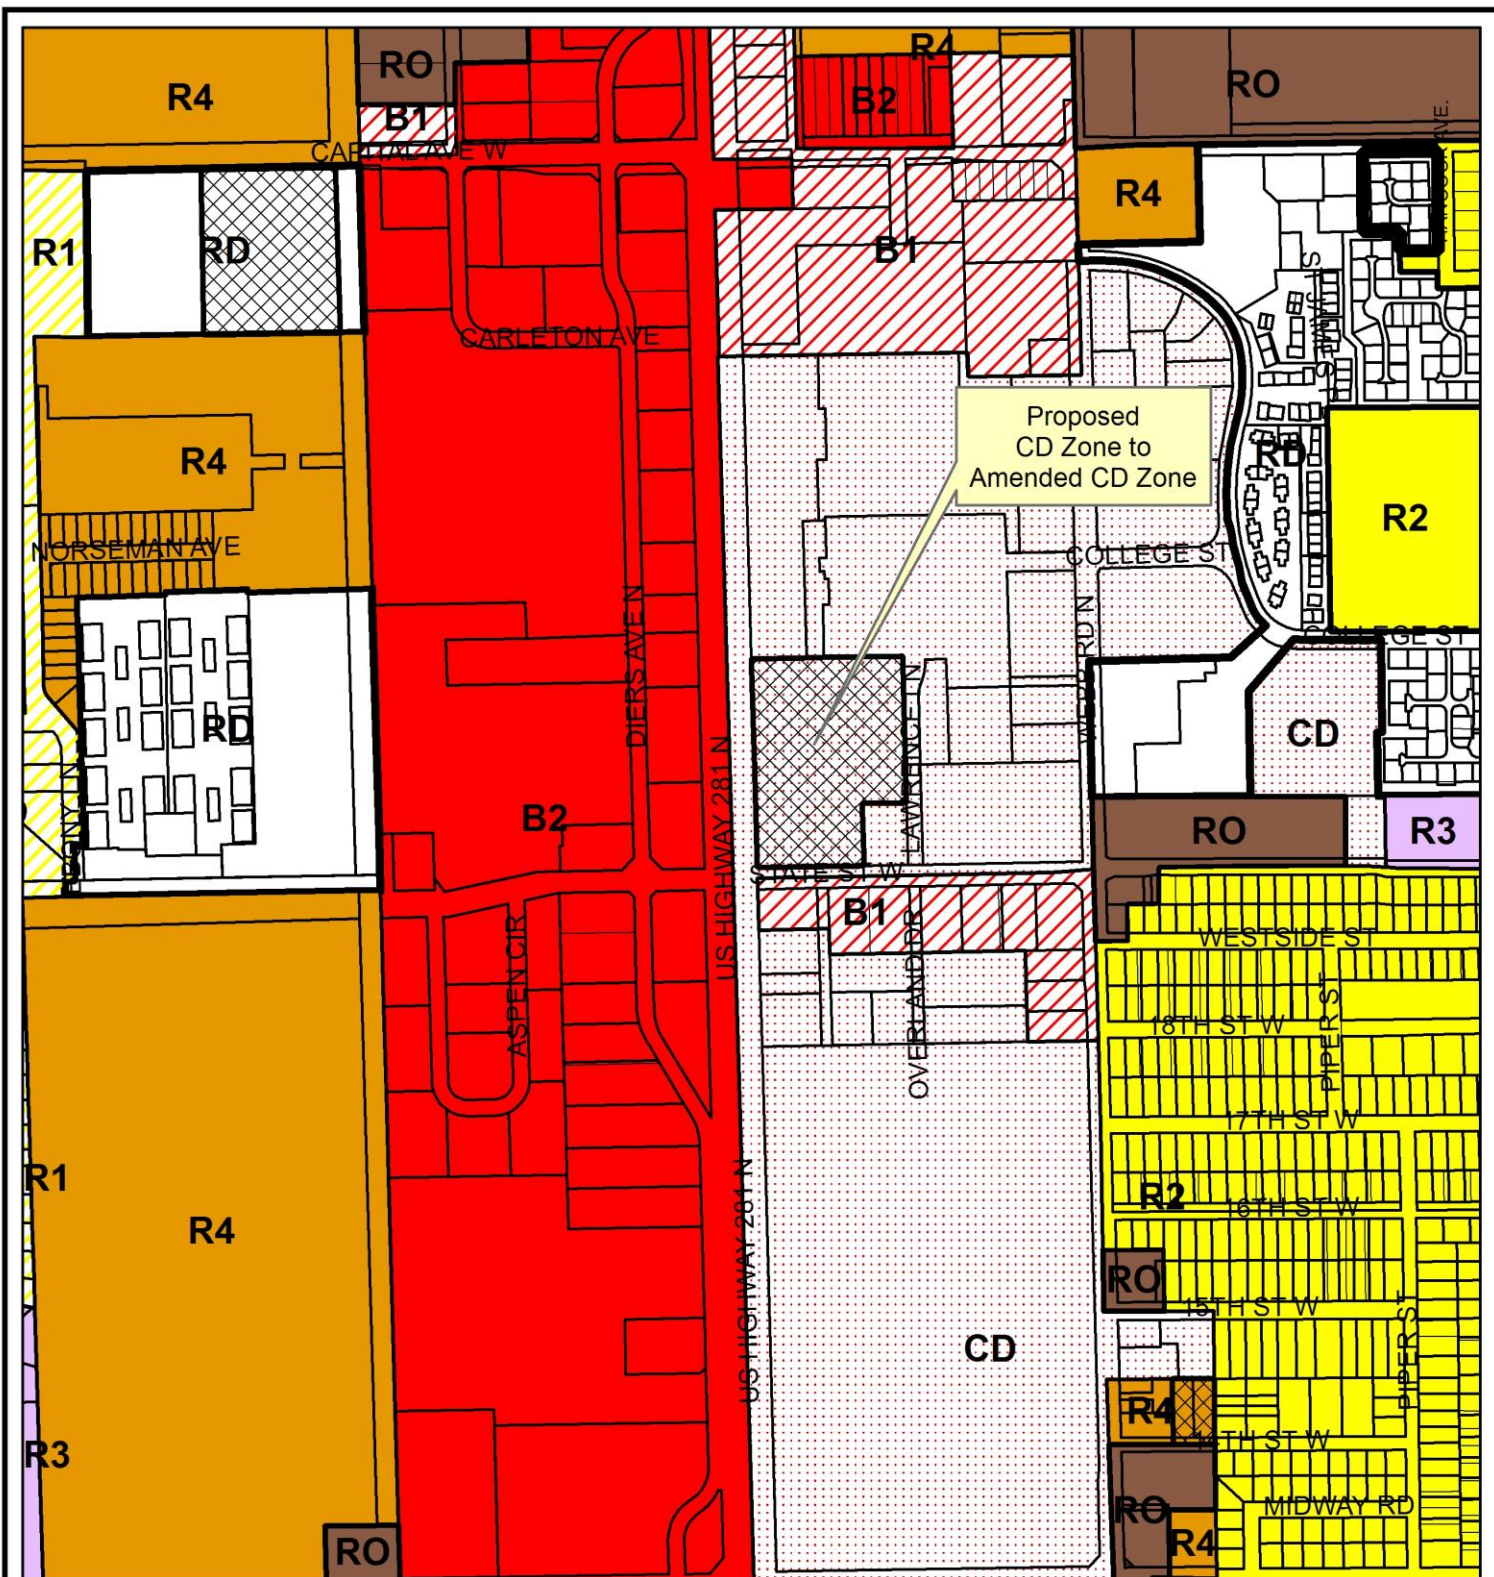 R4
RO
R4
RO
B1
B2
CAPITAL AVE W
R4
R1
RD
B1
CARLETON AVE
Proposed
CD Zone to
Amended CD Zone
R4
RD
R2
NORSEMAN AVE
COLLEGE ST
DIERS AVE N
WEBB RD N
COLLEGE ST
LAWRENCE N
RD
US HIGHWAY 281 N
CD
B2
RO
R3
STATE ST W
B1
WESTSIDE ST
ASPEN CIR
OVERLAND DR
PIPER ST
18TH ST W
17TH ST W
R1
R4
R2
16TH ST W
US HIGHWAY 281 N
RO
15TH ST W
CD
PIPER ST
R4
14TH ST W
R3
RO
MIDWAY RD
RO
R4